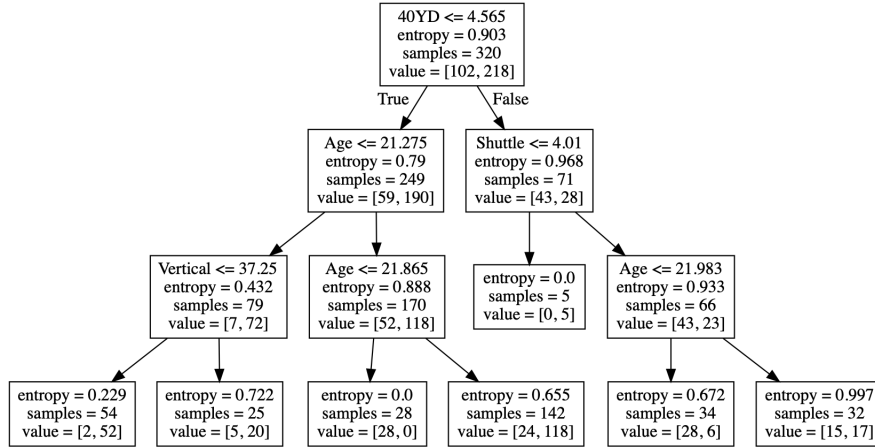 40YD <= 4.565
entropy = 0.903
samples = 320
value = [102, 218]
True
False
Age <= 21.275
entropy = 0.79
samples = 249
value = [59, 190]
Shuttle <= 4.01
entropy = 0.968
samples = 71
value = [43, 28]
Vertical <= 37.25
entropy = 0.432
samples = 79
value = [7, 72]
Age <= 21.865
entropy = 0.888
samples = 170
value = [52, 118]
entropy = 0.0
samples = 5
value = [0, 5]
Age <= 21.983
entropy = 0.933
samples = 66
value = [43, 23]
entropy = 0.229
samples = 54
value = [2, 52]
entropy = 0.722
samples = 25
value = [5, 20]
entropy = 0.0
samples = 28
value = [28, 0]
entropy = 0.655
samples = 142
value = [24, 118]
entropy = 0.672
samples = 34
value = [28, 6]
entropy = 0.997
samples = 32
value = [15, 17]